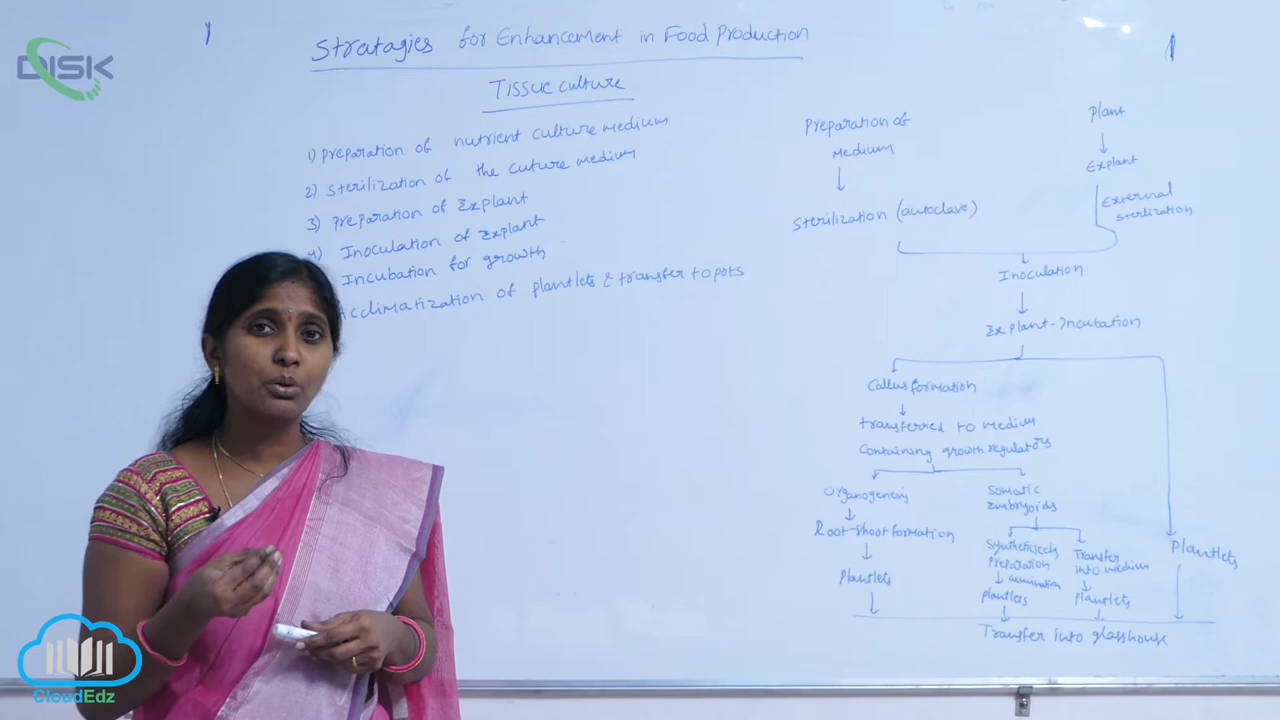 DISK
Stratagies for Enhancement in Food Production
Tissue culture
1) Preparation of nutrient culture medium
2) Sterilization of the cuture medium
3) Preparation of Explant
4) Inoculation of Explant
Incubation for growth
Acclimatization of plantlets & transfer to pots
Preparation of
Medium
Sterilization (autoclave)
Plant
Explant
External
sterlization
Inoculation
Explant-Incubation
Callus formation
transferred to medium
Containing growth regulators
Organogenesis
Root-shoot formation
Plantlets
Somatic
Embryoids
Synthetic seeds
preparation
Germination
plantlets
Transfer
into medium
Plantlets
Plantlets
Transfer into glasshouse
CloudEdz